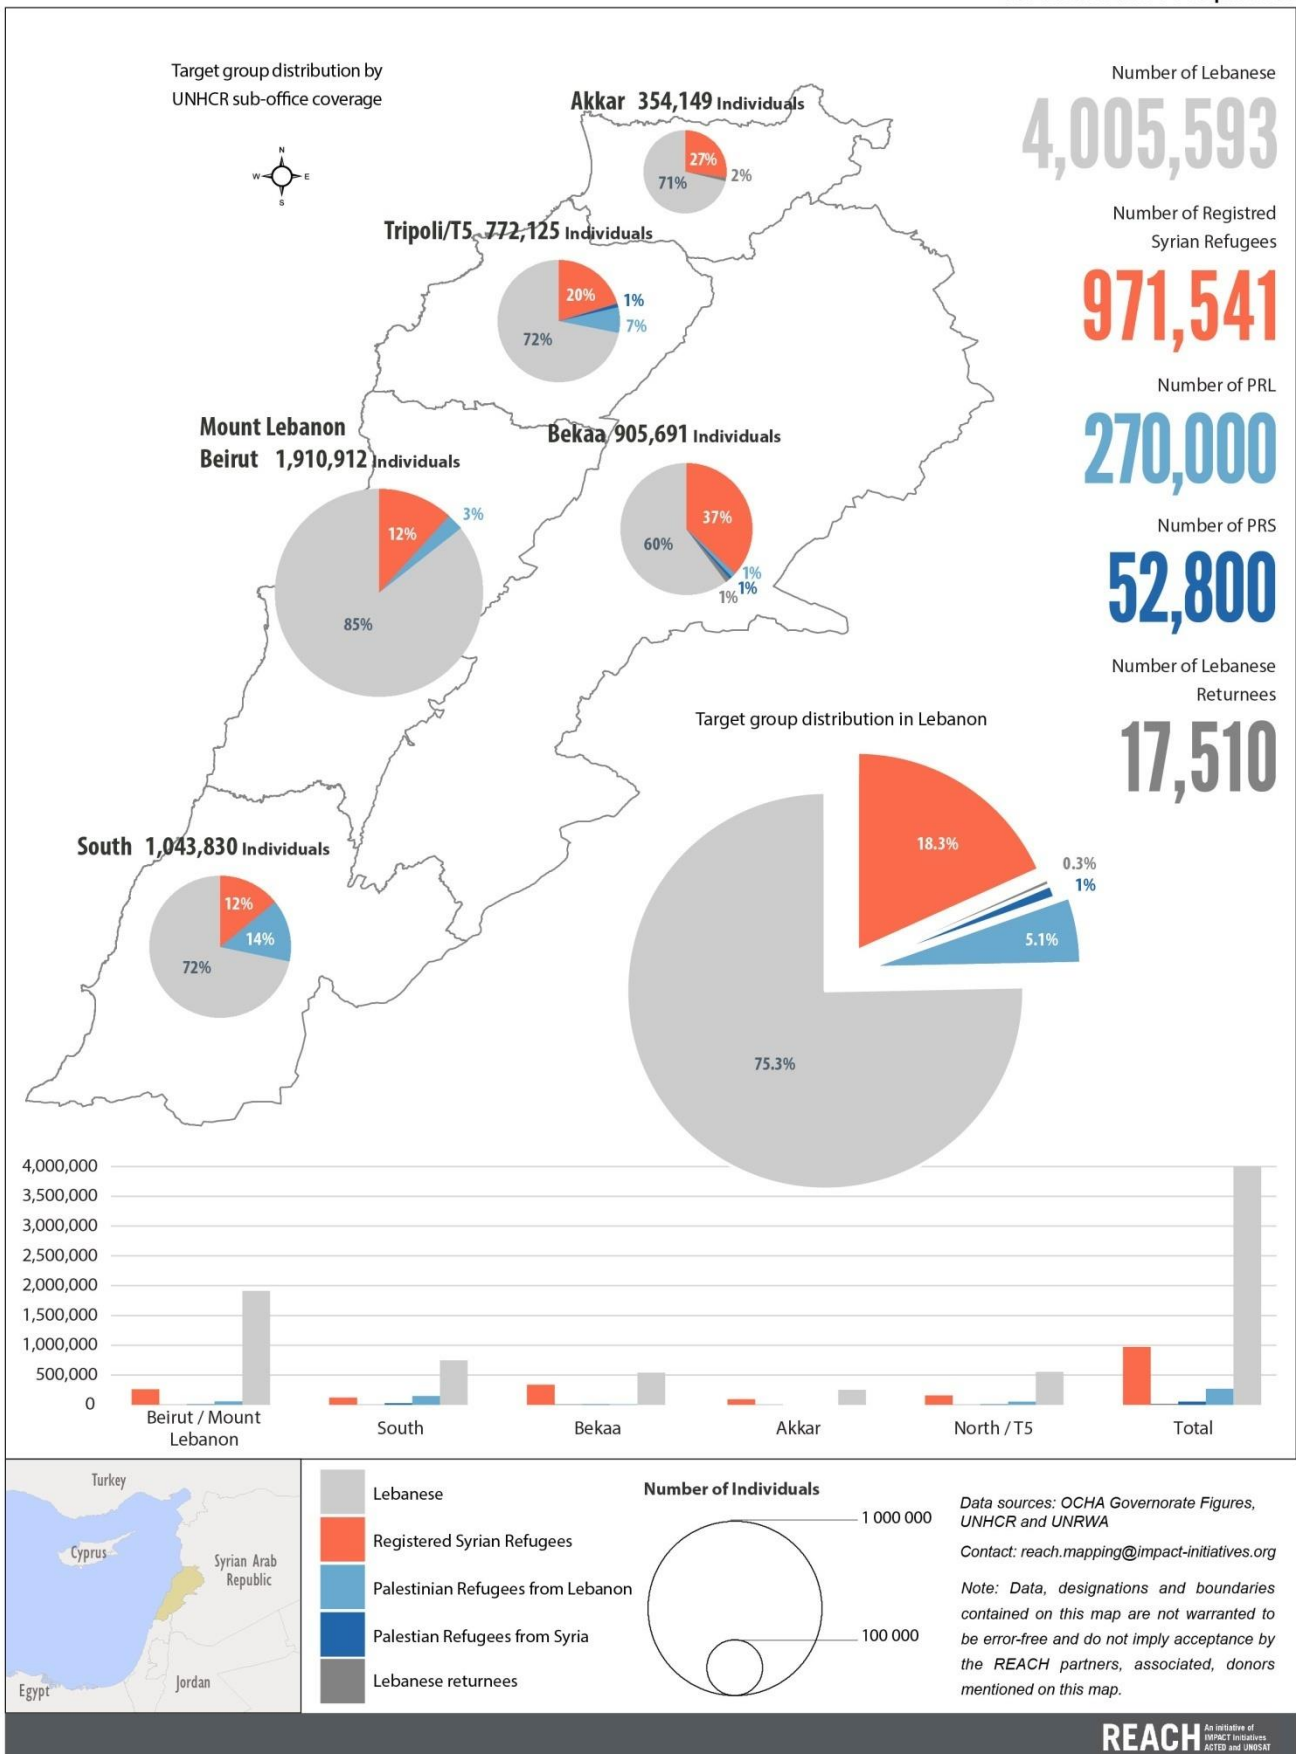 Target group distribution by
UNHCR sub-office coverage
N
W E
S
Akkar 354,149 Individuals
27%
71%
2%
Tripoli/T5 772,125 Individuals
20%
1%
7%
72%
Mount Lebanon
Beirut 1,910,912 Individuals
12%
3%
85%
Bekaa 905,691 Individuals
37%
60%
1%
1%
1%
South 1,043,830 Individuals
12%
14%
72%
Number of Lebanese
4,005,593
Number of Registred
Syrian Refugees
971,541
Number of PRL
270,000
Number of PRS
52,800
Number of Lebanese
Returnees
17,510
Target group distribution in Lebanon
18.3%
0.3%
1%
5.1%
75.3%
4,000,000
3,500,000
3,000,000
2,500,000
2,000,000
1,500,000
1,000,000
500,000
0
Beirut / Mount
Lebanon
South
Bekaa
Akkar
North / T5
Total
Turkey
Cyprus
Syrian Arab
Republic
Jordan
Egypt
Lebanese
Registered Syrian Refugees
Palestinian Refugees from Lebanon
Palestian Refugees from Syria
Lebanese returnees
Number of Individuals
1 000 000
100 000
Data sources: OCHA Governorate Figures,
UNHCR and UNRWA
Contact: reach.mapping@impact-initiatives.org
Note: Data, designations and boundaries
contained on this map are not warranted to
be error-free and do not imply acceptance by
the REACH partners, associated, donors
mentioned on this map.
REACH An initiative of
IMPACT Initiatives
ACTED and UNOSAT